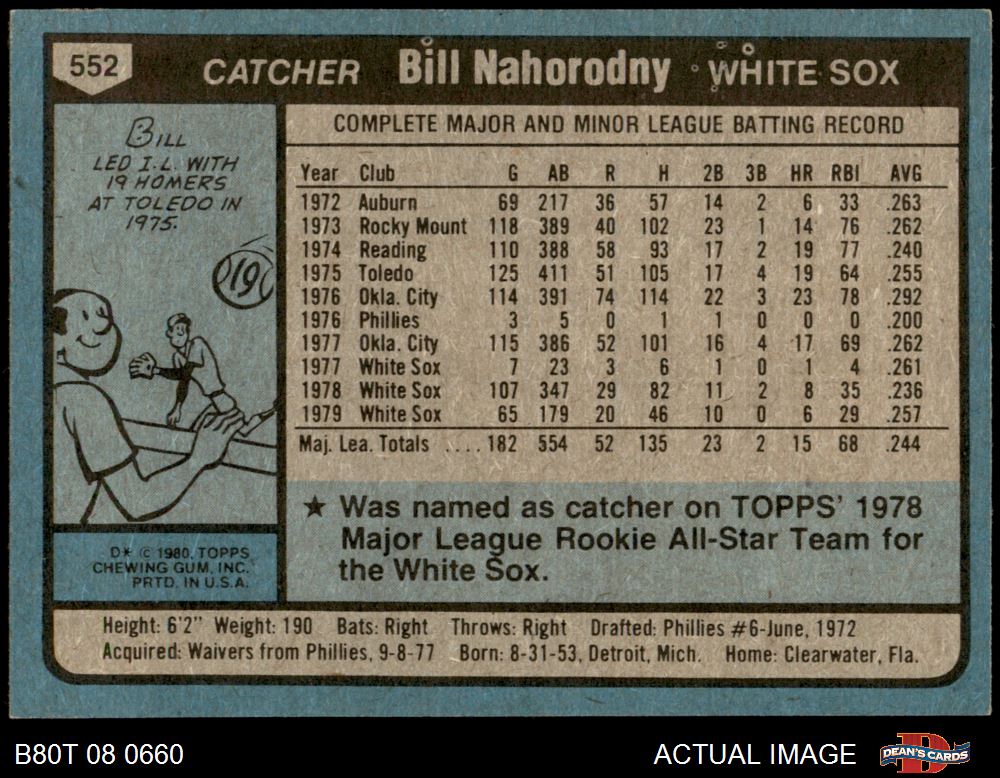 552 CATCHER Bill Nahorodny WHITE SOX
BILL
LED I.L. WITH
19 HOMERS
AT TOLEDO IN
1975.
19
COMPLETE MAJOR AND MINOR LEAGUE BATTING RECORD
Year Club G AB R H 2B 3B HR RBI AVG
1972 Auburn 69 217 36 57 14 2 6 33 .263
1973 Rocky Mount 118 389 40 102 23 1 14 76 .262
1974 Reading 110 388 58 93 17 2 19 77 .240
1975 Toledo 125 411 51 105 17 4 19 64 .255
1976 Okla. City 114 391 74 114 22 3 23 78 .292
1976 Phillies 3 5 0 1 1 0 0 0 .200
1977 Okla. City 115 386 52 101 16 4 17 69 .262
1977 White Sox 7 23 3 6 1 0 1 4 .261
1978 White Sox 107 347 29 82 11 2 8 35 .236
1979 White Sox 65 179 20 46 10 0 6 29 .257
Maj. Lea. Totals .... 182 554 52 135 23 2 15 68 .244
★ Was named as catcher on TOPPS' 1978
Major League Rookie All-Star Team for
the White Sox.
D* © 1980, TOPPS
CHEWING GUM, INC.
PRTD. IN U.S.A.
Height: 6'2" Weight: 190 Bats: Right Throws: Right Drafted: Phillies #6-June, 1972
Acquired: Waivers from Phillies, 9-8-77 Born: 8-31-53, Detroit, Mich. Home: Clearwater, Fla.
B80T 08 0660 ACTUAL IMAGE D DEAN'S CARDS